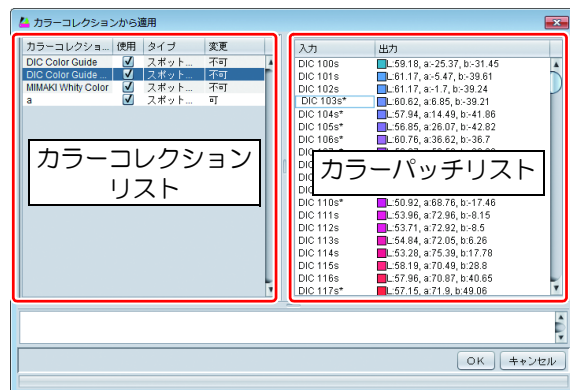 カラーコレクションから適用
カラーコレクショ... 使用 タイプ 変更
DIC Color Guide スポット... 不可
DIC Color Guide ... スポット... 不可
MIMAKI Whity Color スポット... 不可
a スポット... 可
カラーコレクション
リスト
入力 出力
DIC 100s L:59.18, a:-25.37, b:-31.45
DIC 101s L:61.17, a:-5.47, b:-39.61
DIC 102s L:61.17, a:-1.7, b:-39.24
DIC 103s* L:60.62, a:6.85, b:-39.21
DIC 104s* L:57.94, a:14.49, b:-41.86
DIC 105s* L:56.85, a:26.07, b:-42.82
DIC 106s* L:60.76, a:36.62, b:-36.7
カラーパッチリスト
DIC 110s* L:50.92, a:68.76, b:-17.46
DIC 111s L:53.96, a:72.96, b:-8.15
DIC 112s L:53.71, a:72.92, b:-8.5
DIC 113s L:54.84, a:72.05, b:6.26
DIC 114s L:53.28, a:75.39, b:17.78
DIC 115s L:58.19, a:70.49, b:28.8
DIC 116s L:57.96, a:70.87, b:40.65
DIC 117s* L:57.15, a:71.9, b:49.06
OK キャンセル